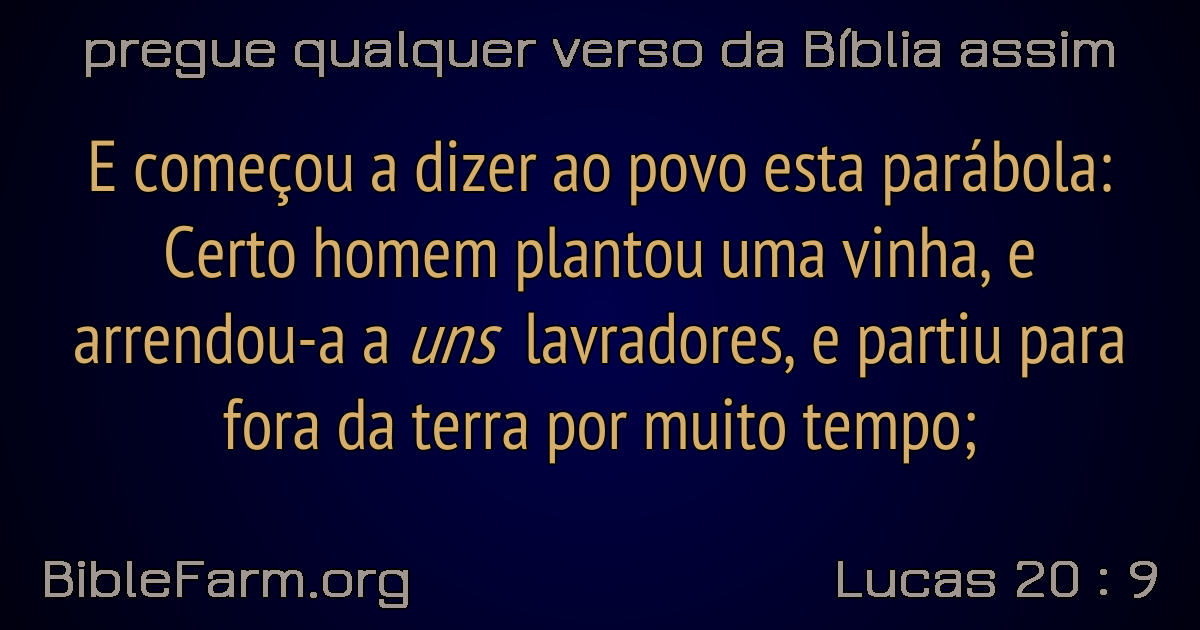 pregue qualquer verso da Bíblia assim
E começou a dizer ao povo esta parábola:
Certo homem plantou uma vinha, e
arrendou-a a uns lavradores, e partiu para
fora da terra por muito tempo;
BibleFarm.org
Lucas 20 : 9